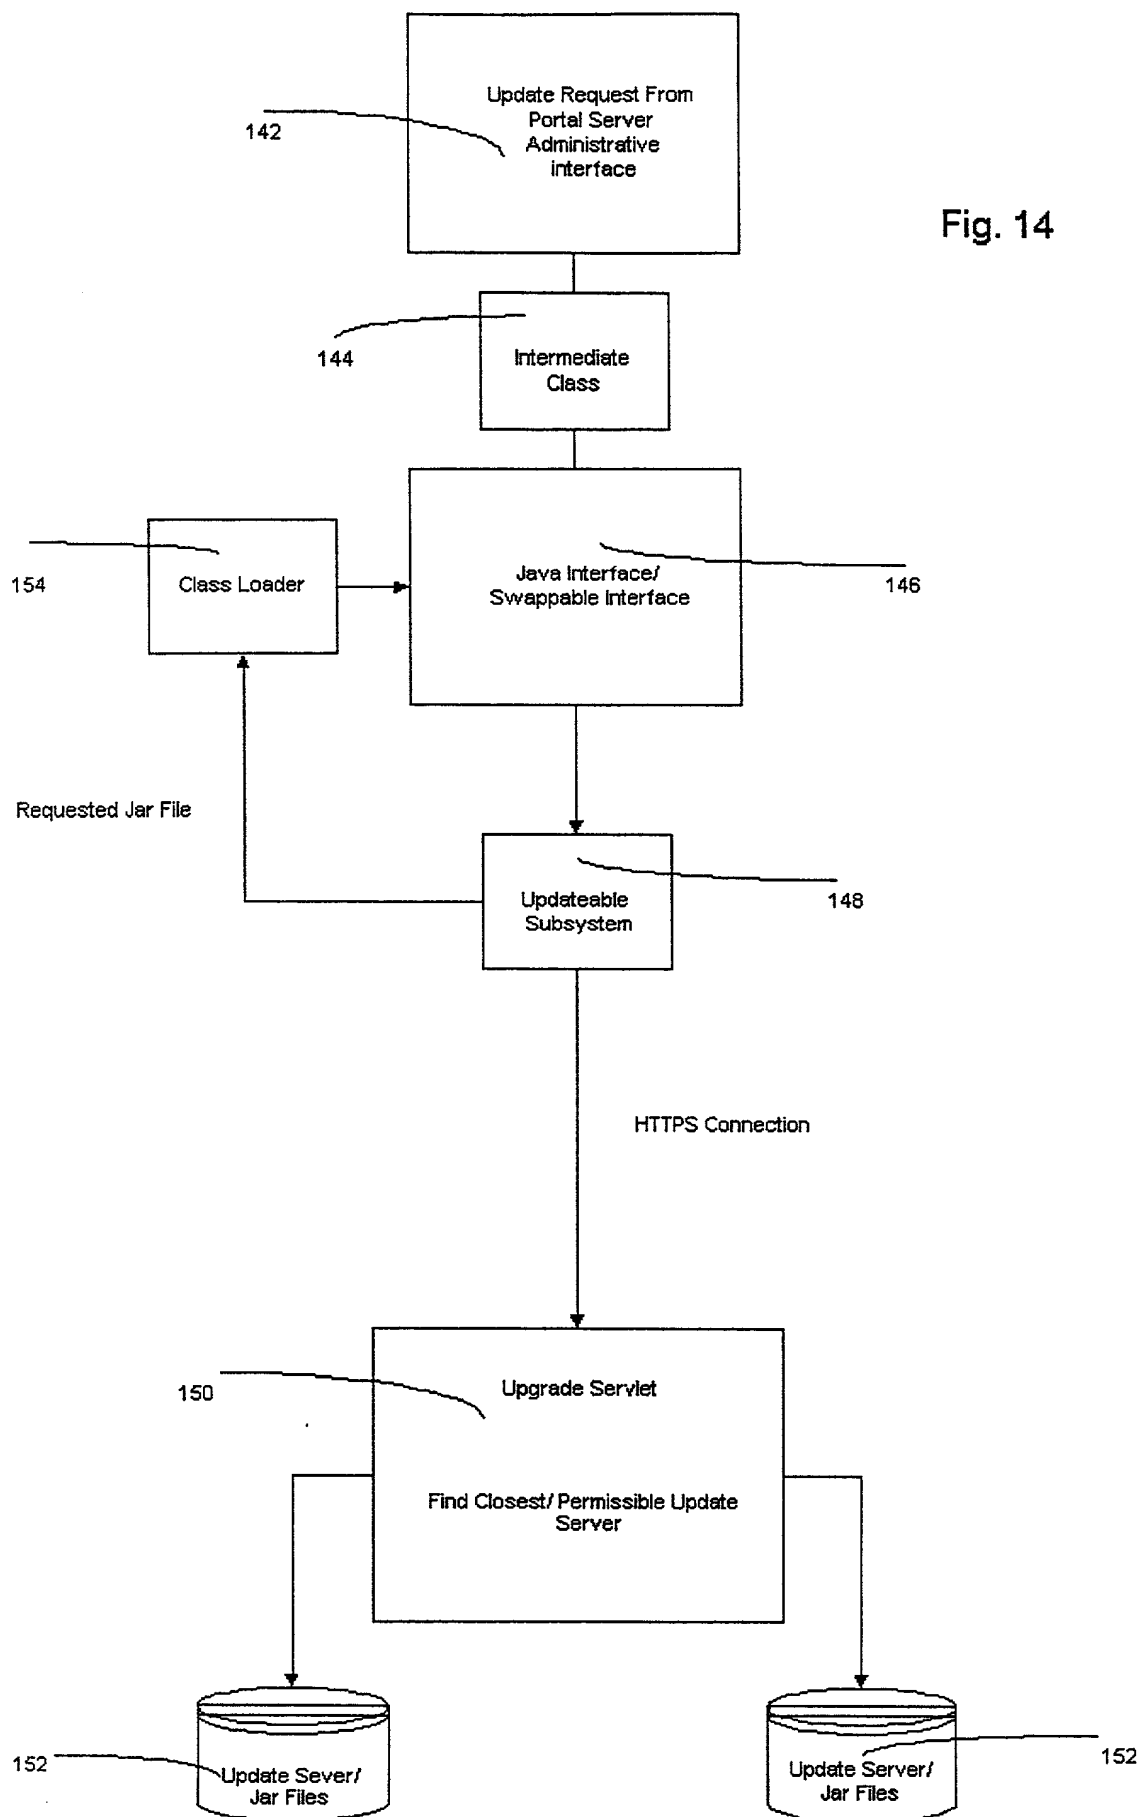 Update Request From
Portal Server
Administrative
interface
142
Fig. 14
144
Intermediate
Class
154
Class Loader
Java Interface/
Swappable Interface
146
Requested Jar File
Updateable
Subsystem
148
HTTPS Connection
150
Upgrade Servlet
Find Closest/ Permissible Update
Server
152
Update Sever/
Jar Files
Update Server/
Jar Files
152